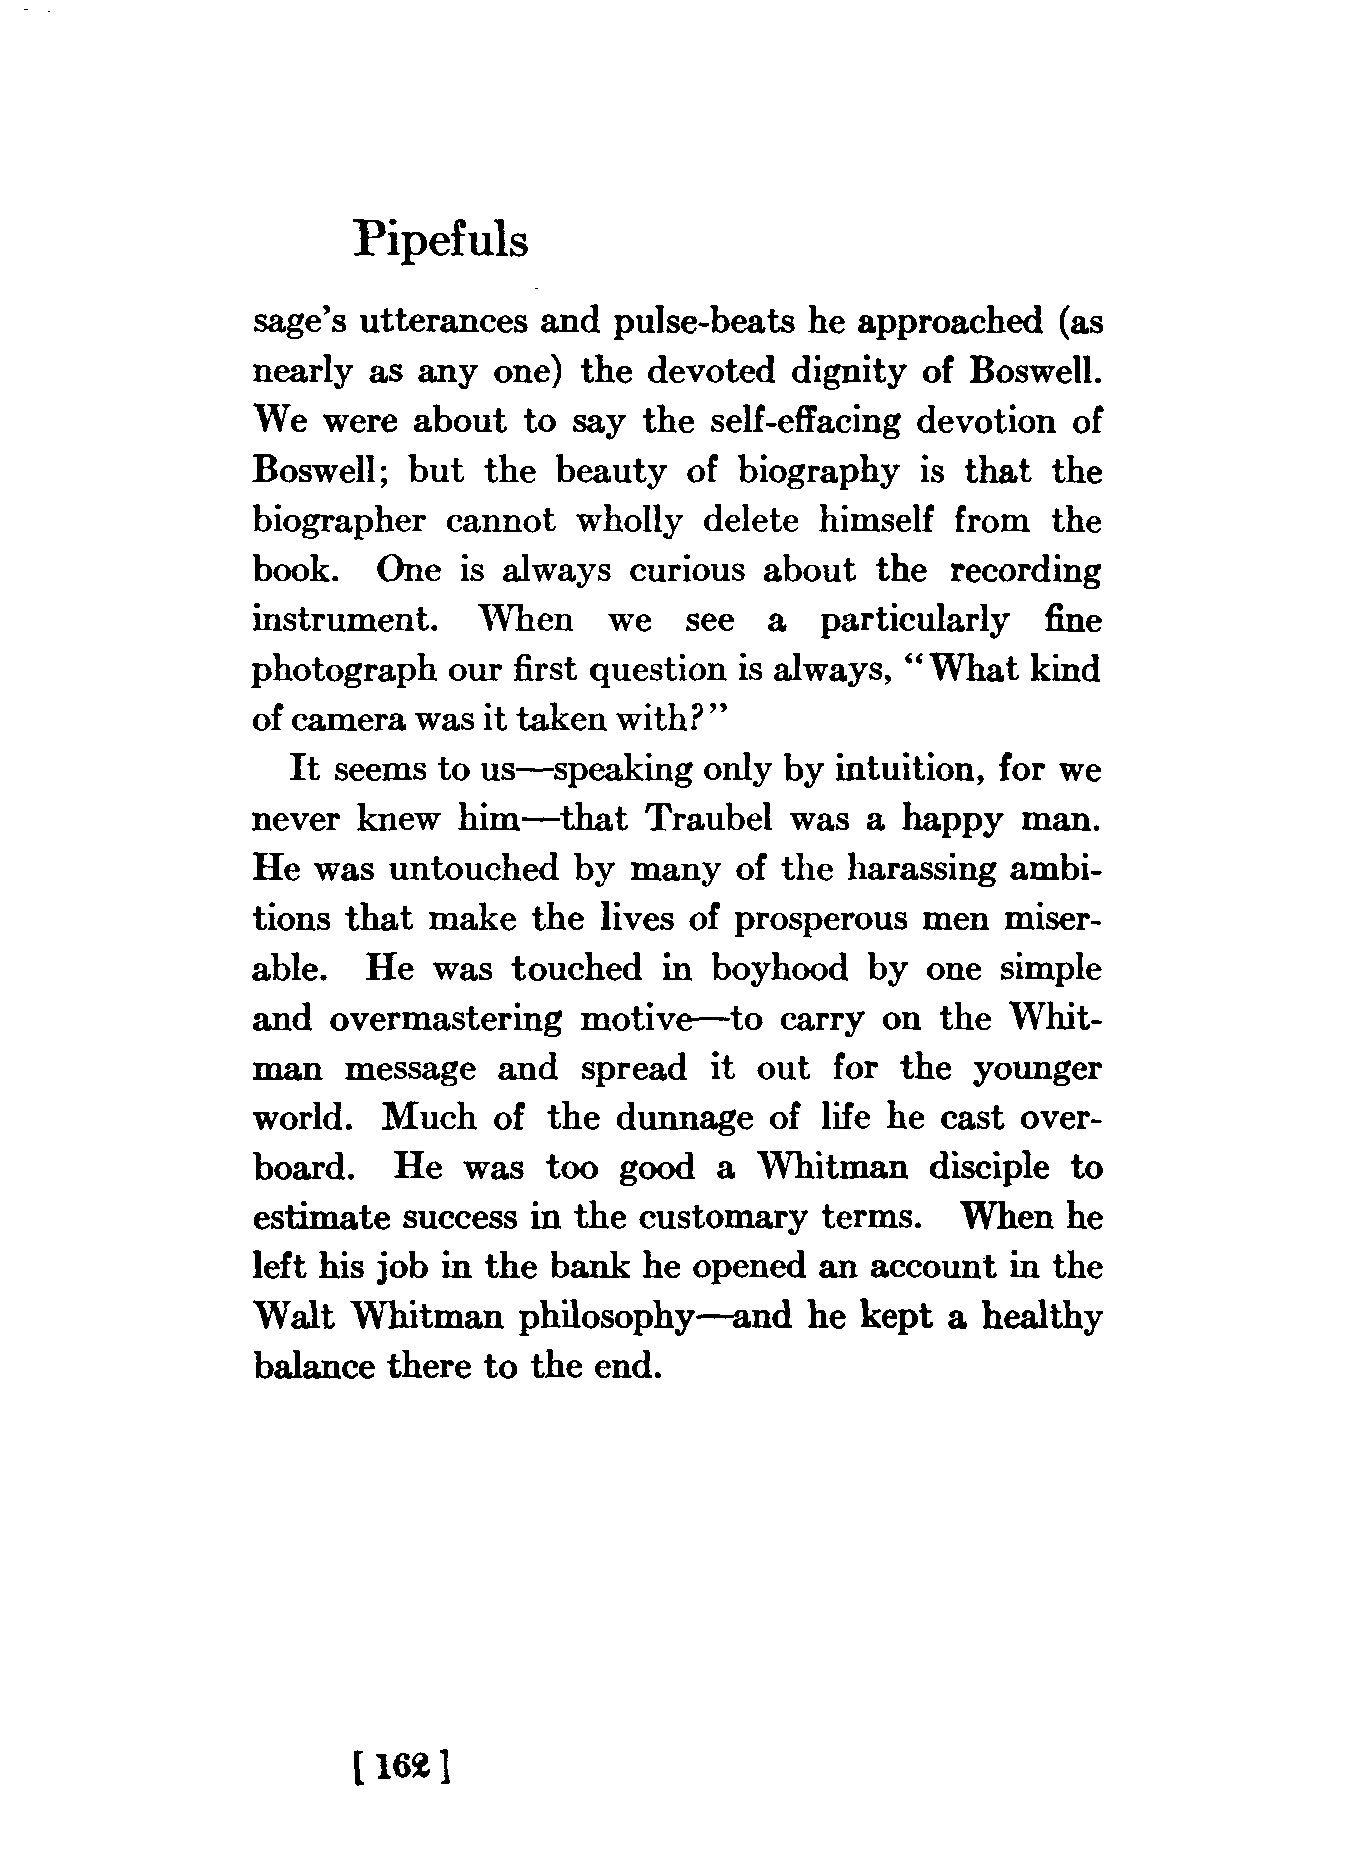 Pipefuls
sage's utterances and pulse-beats he approached (as
nearly as any one) the devoted dignity of Boswell.
We were about to say the self-effacing devotion of
Boswell; but the beauty of biography is that the
biographer cannot wholly delete himself from the
book. One is always curious about the recording
instrument. When we see a particularly fine
photograph our first question is always, "What kind
of camera was it taken with?"
It seems to us—speaking only by intuition, for we
never knew him—that Traubel was a happy man.
He was untouched by many of the harassing ambi-
tions that make the lives of prosperous men miser-
able. He was touched in boyhood by one simple
and overmastering motive—to carry on the Whit-
man message and spread it out for the younger
world. Much of the dunnage of life he cast over-
board. He was too good a Whitman disciple to
estimate success in the customary terms. When he
left his job in the bank he opened an account in the
Walt Whitman philosophy—and he kept a healthy
balance there to the end.
[ 162 ]